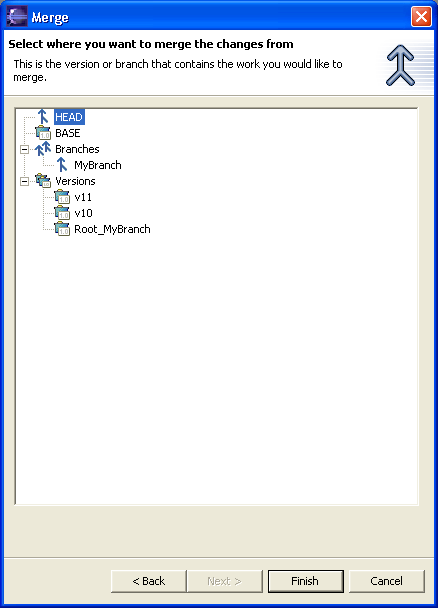 Merge
Select where you want to merge the changes from
This is the version or branch that contains the work you would like to
merge.
HEAD
BASE
Branches
MyBranch
Versions
v11
v10
Root_MyBranch
< Back
Next >
Finish
Cancel